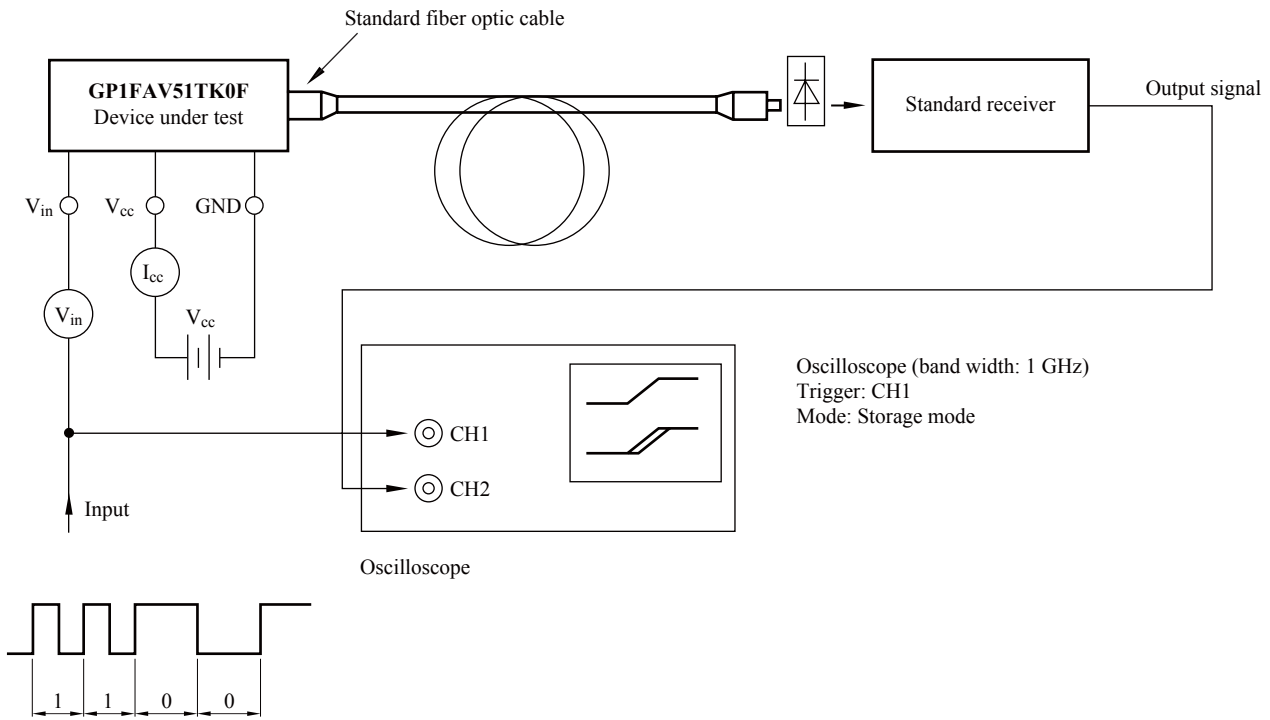 Standard fiber optic cable
GP1FAV51TK0F
Device under test
Standard receiver
Output signal
Vin
Vcc
GND
Icc
Vin
Vcc
Oscilloscope (band width: 1 GHz)
Trigger: CH1
Mode: Storage mode
CH1
CH2
Input
Oscilloscope
1 1 0 0